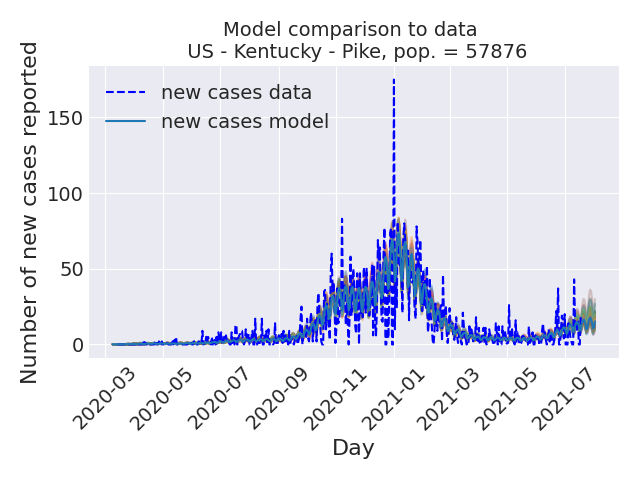 Model comparison to data
US - Kentucky - Pike, pop. = 57876
Number of new cases reported
new cases data
new cases model
150
100
50
0
2020-03
2020-05
2020-07
2020-09
2020-11
2021-01
2021-03
2021-05
2021-07
Day